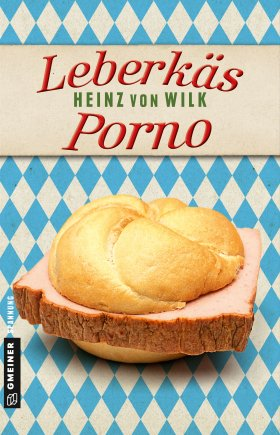 Leberkäs
HEINZ VON WILK
Porno
GMEINER
SPANNUNG